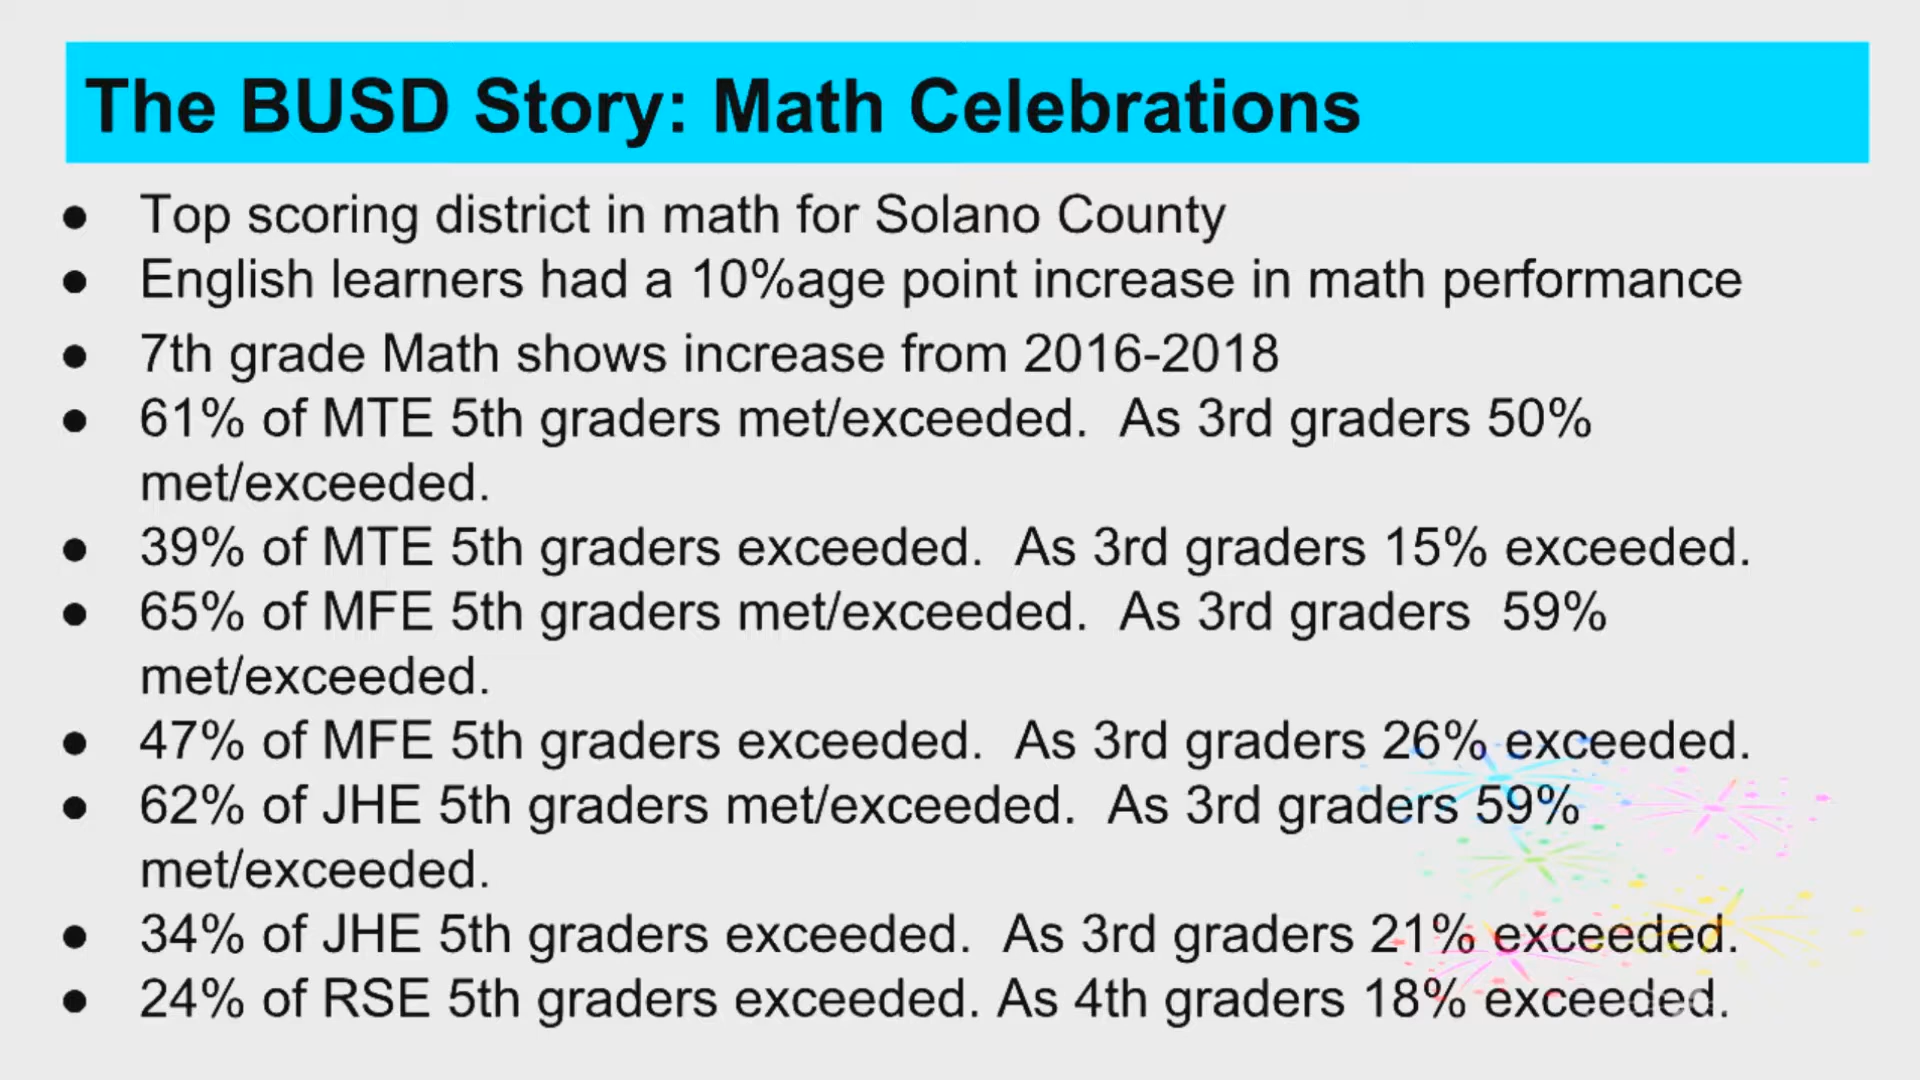 The BUSD Story: Math Celebrations
● Top scoring district in math for Solano County
● English learners had a 10%age point increase in math performance
● 7th grade Math shows increase from 2016-2018
● 61% of MTE 5th graders met/exceeded.  As 3rd graders 50%
met/exceeded.
● 39% of MTE 5th graders exceeded.  As 3rd graders 15% exceeded.
● 65% of MFE 5th graders met/exceeded.  As 3rd graders  59%
met/exceeded.
● 47% of MFE 5th graders exceeded.  As 3rd graders 26% exceeded.
● 62% of JHE 5th graders met/exceeded.  As 3rd graders 59%
met/exceeded.
● 34% of JHE 5th graders exceeded.  As 3rd graders 21% exceeded.
● 24% of RSE 5th graders exceeded. As 4th graders 18% exceeded.